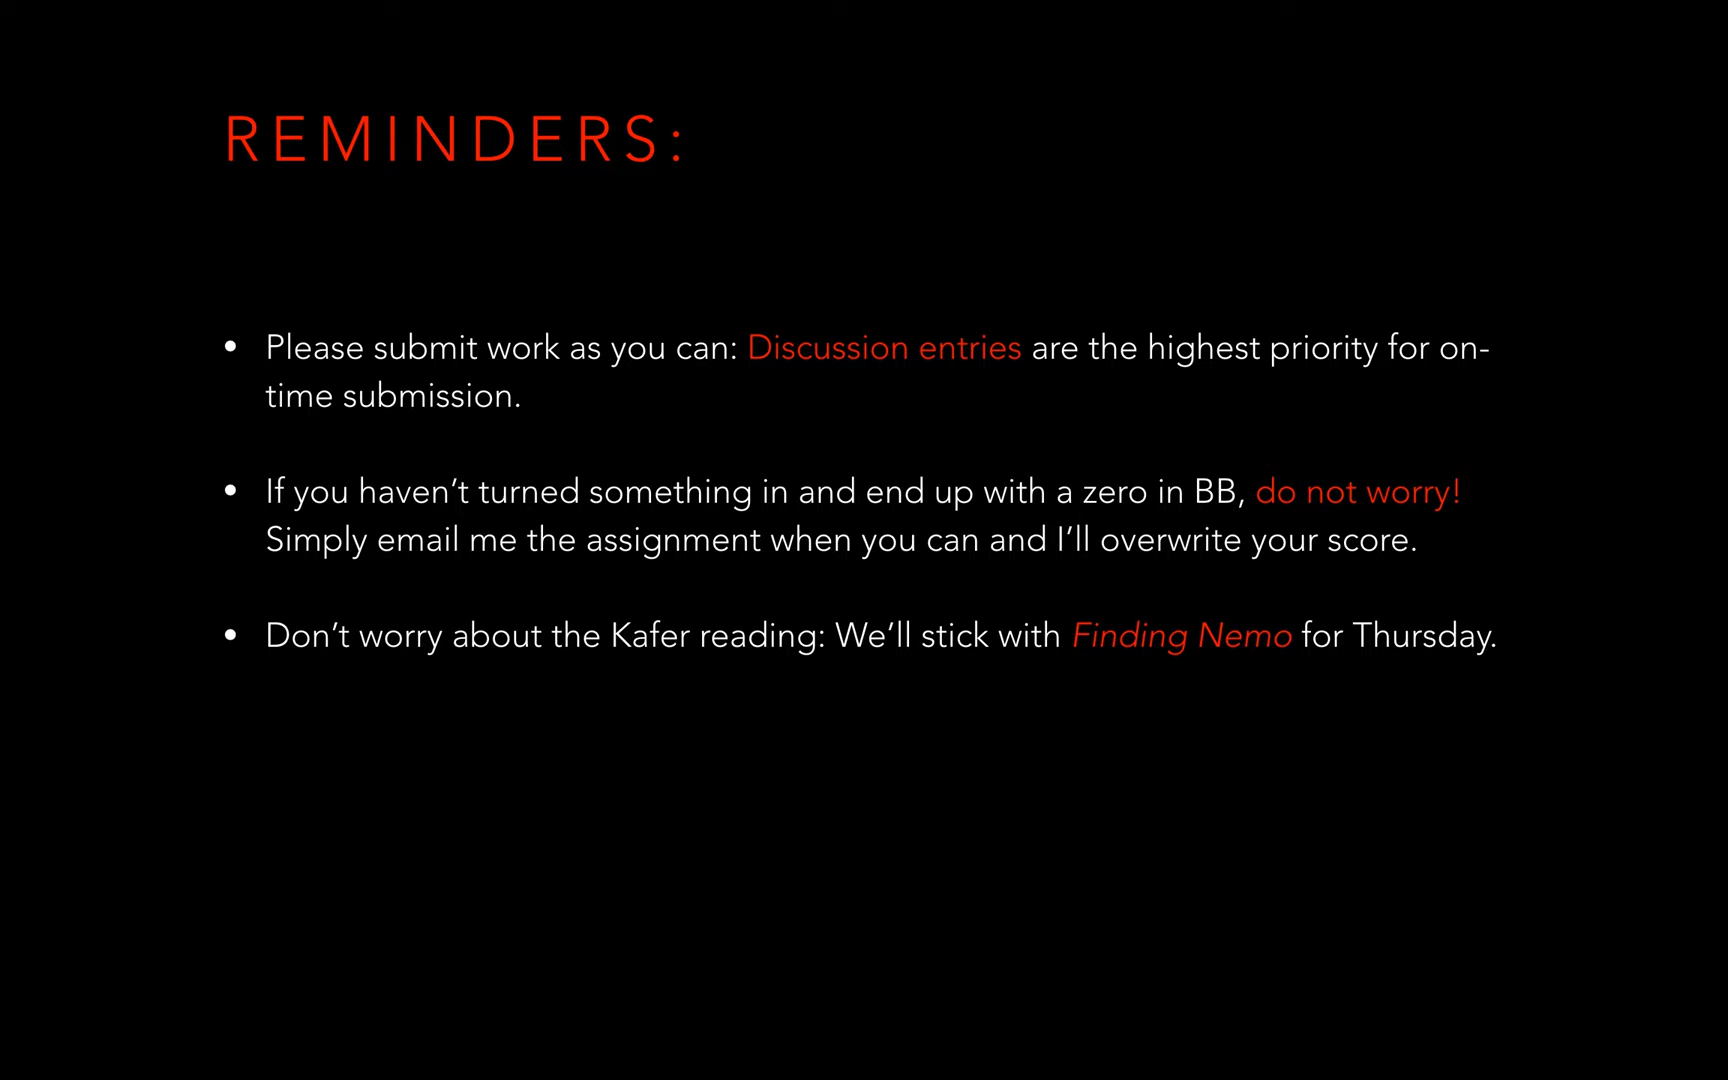 REMINDERS:
• Please submit work as you can: Discussion entries are the highest priority for on-
time submission.
• If you haven’t turned something in and end up with a zero in BB, do not worry!
Simply email me the assignment when you can and I’ll overwrite your score.
• Don’t worry about the Kafer reading: We’ll stick with Finding Nemo for Thursday.